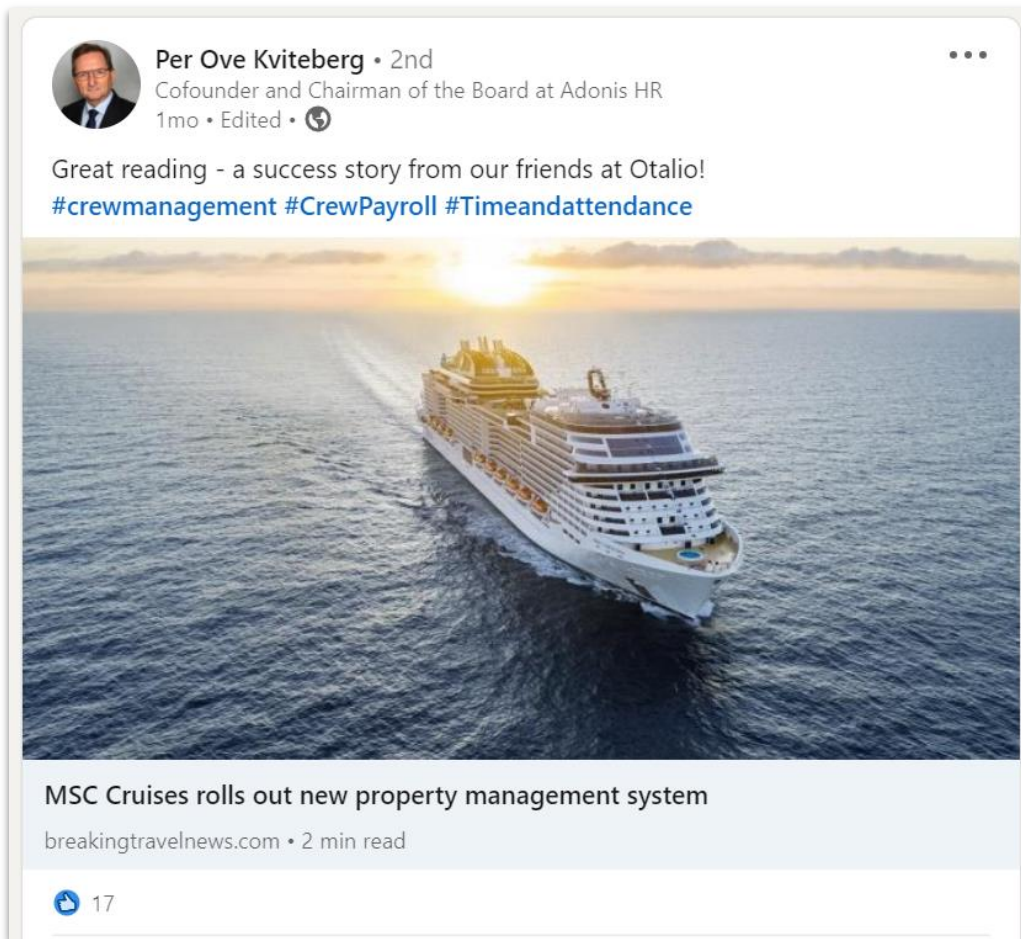 Per Ove Kviteberg • 2nd
Cofounder and Chairman of the Board at Adonis HR
1mo • Edited •
Great reading - a success story from our friends at Otalio!
#crewmanagement #CrewPayroll #Timeandattendance
MSC Cruises rolls out new property management system
breakingtravelnews.com • 2 min read
17